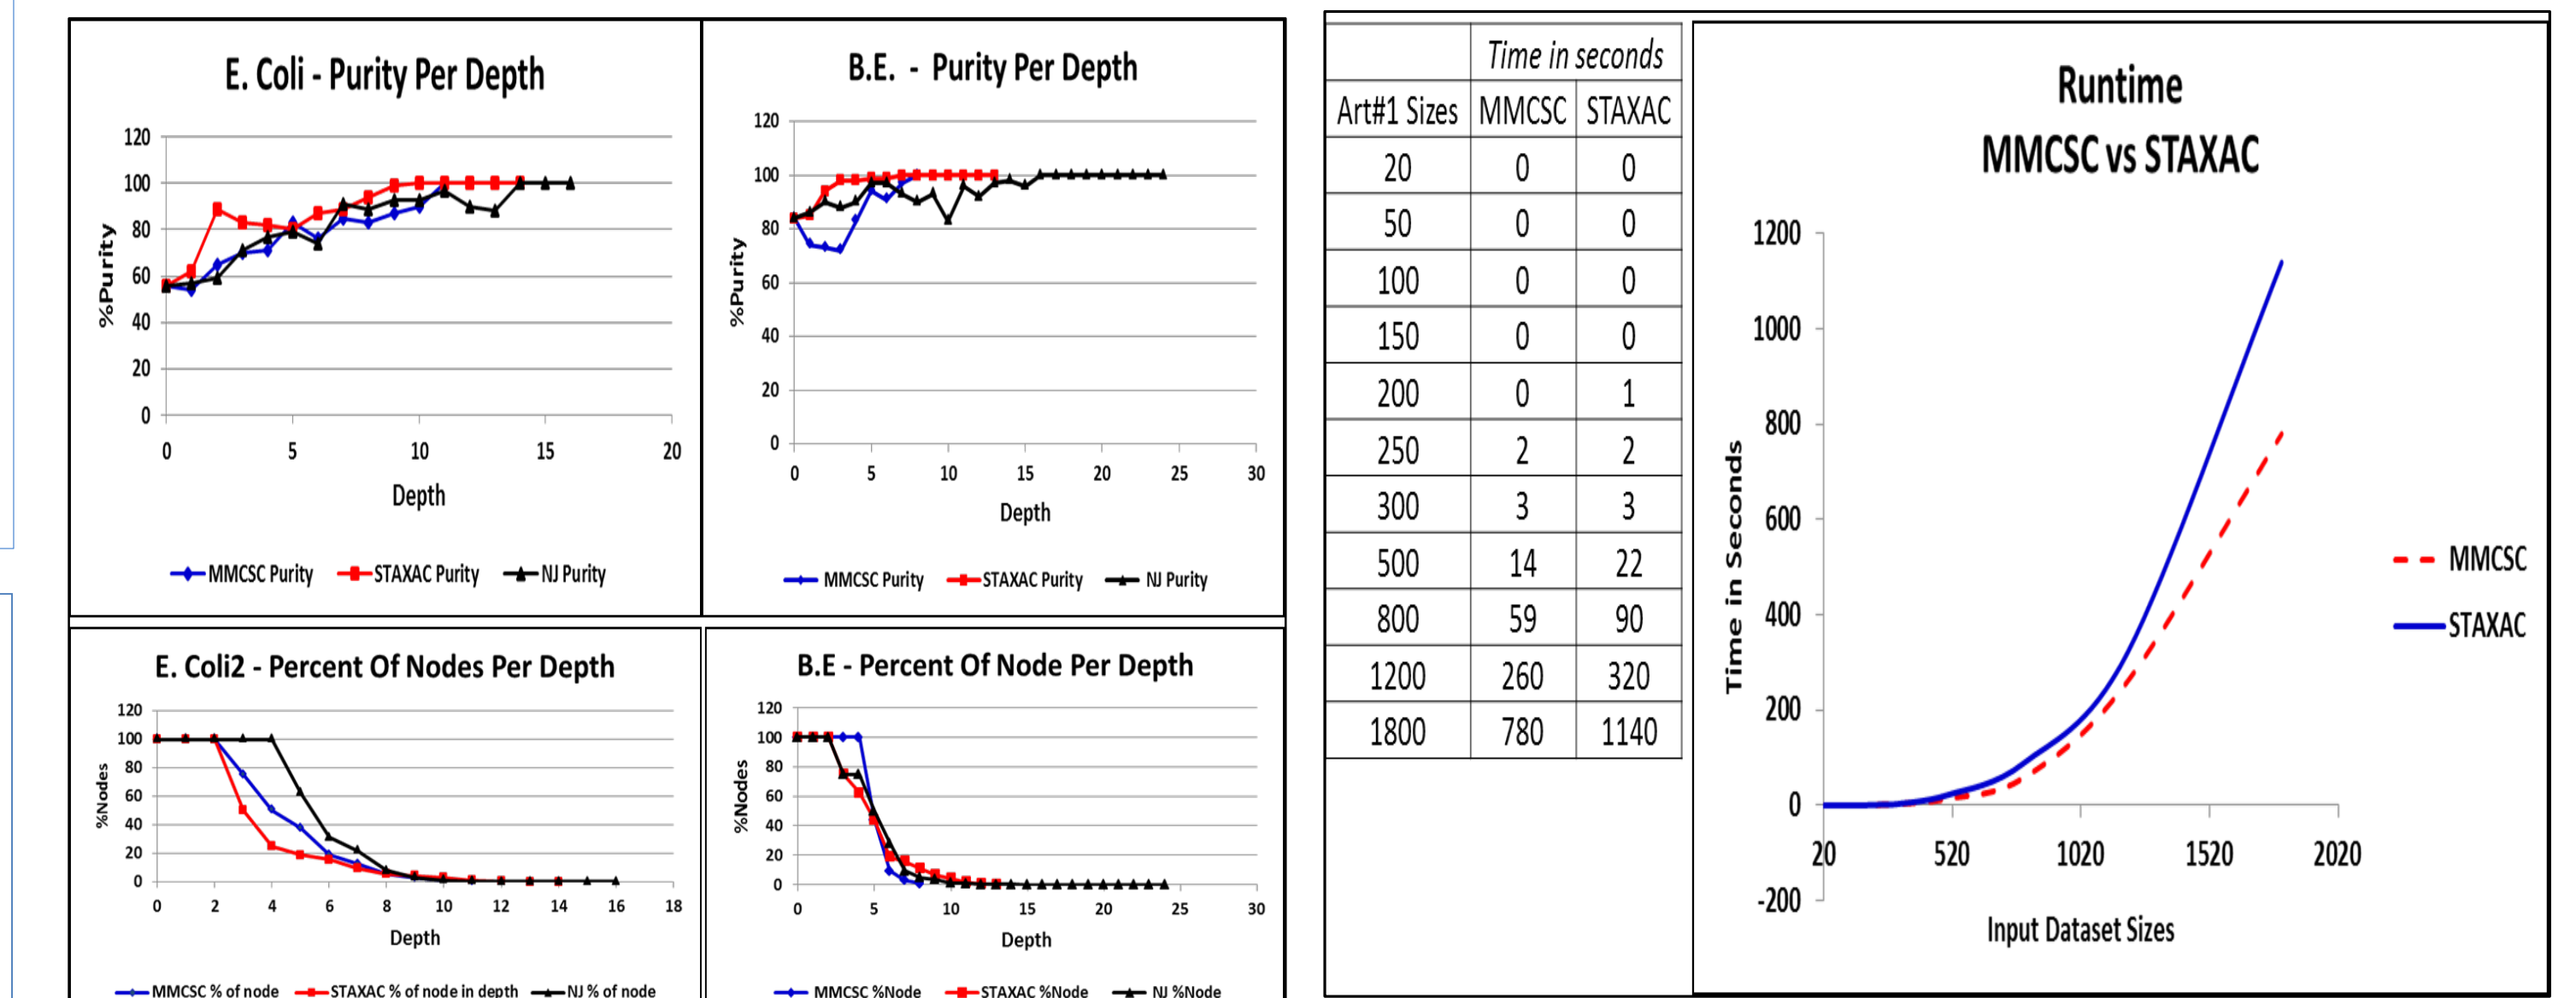 E. Coli - Purity Per Depth
120
100
80
60
40
20
0
%Purity
0 5 10 15 20
Depth
MMCSC Purity STAXAC Purity NJ Purity
B.E. - Purity Per Depth
120
100
80
60
40
20
0
%Purity
0 5 10 15 20 25 30
Depth
MMCSC Purity STAXAC Purity NJ Purity
E. Coli2 - Percent Of Nodes Per Depth
120
100
80
60
40
20
0
%Nodes
0 2 4 6 8 10 12 14 16 18
Depth
MMCSC % of node STAXAC % of node in depth NJ % of node
B.E - Percent Of Node Per Depth
120
100
80
60
40
20
0
%Nodes
0 5 10 15 20 25 30
Depth
MMCSC %Node STAXAC %Node NJ %Node
Time in seconds
Art#1 Sizes MMCSC STAXAC
20 0 0
50 0 0
100 0 0
150 0 0
200 0 1
250 2 2
300 3 3
500 14 22
800 59 90
1200 260 320
1800 780 1140
Runtime
MMCSC vs STAXAC
1200
1000
800
600
400
200
0
-200
Time in Seconds
20 520 1020 1520 2020
Input Dataset Sizes
MMCSC
STAXAC